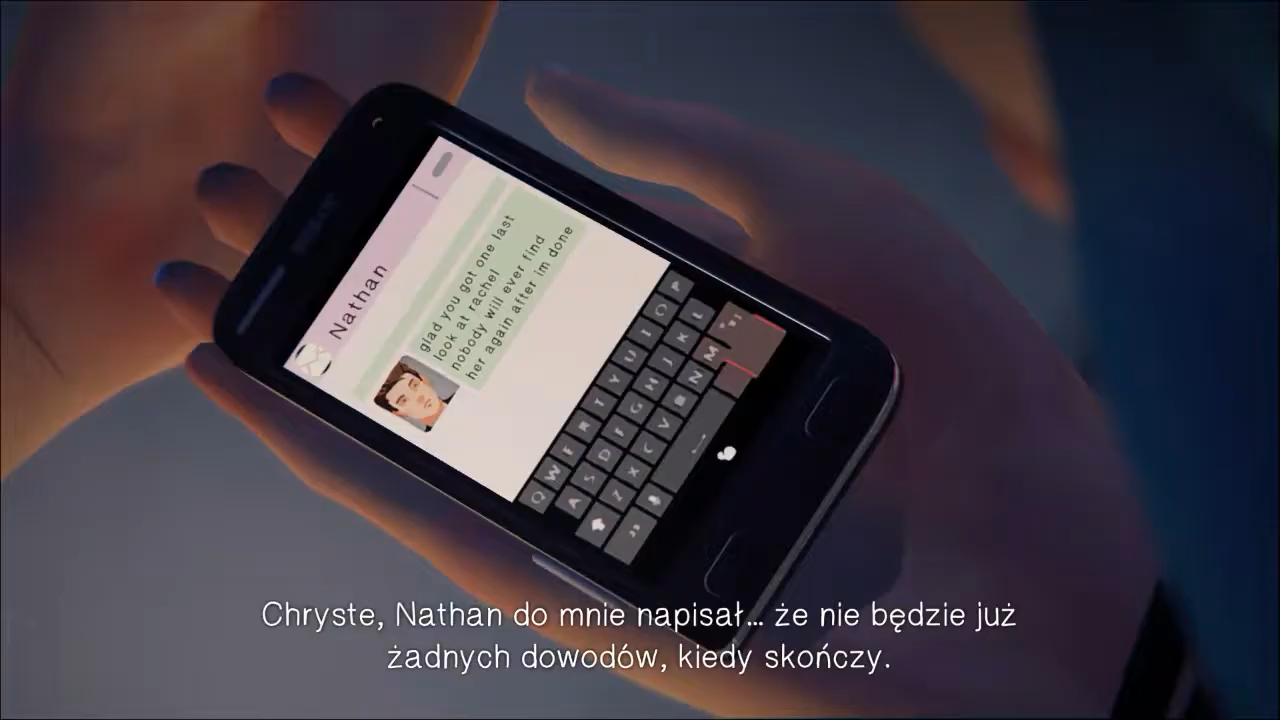 Nathan
glad you got one last
look at rachel
nobody will ever find
her again after im done
Q W E R T Y U I O P
A S D F G H J K L
Z X C V B N M
Chryste, Nathan do mnie napisał... że nie będzie już
żadnych dowodów, kiedy skończy.